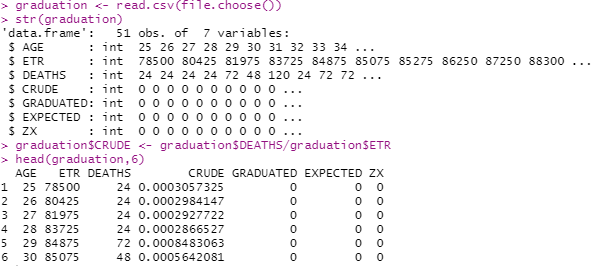 > graduation <- read.csv(file.choose())
> str(graduation)
'data.frame':   51 obs. of  7 variables:
 $ AGE      : int  25 26 27 28 29 30 31 32 33 34 ...
 $ ETR      : int  78500 80425 81975 83725 84875 85075 85275 86250 87250 88300 ...
 $ DEATHS   : int  24 24 24 24 72 48 120 24 72 72 ...
 $ CRUDE    : int  0 0 0 0 0 0 0 0 0 0 ...
 $ GRADUATED: int  0 0 0 0 0 0 0 0 0 0 ...
 $ EXPECTED : int  0 0 0 0 0 0 0 0 0 0 ...
 $ ZX       : int  0 0 0 0 0 0 0 0 0 0 ...
> graduation$CRUDE <- graduation$DEATHS/graduation$ETR
> head(graduation,6)
  AGE   ETR DEATHS        CRUDE GRADUATED EXPECTED ZX
1  25 78500     24 0.0003057325         0        0  0
2  26 80425     24 0.0002984147         0        0  0
3  27 81975     24 0.0002927722         0        0  0
4  28 83725     24 0.0002866527         0        0  0
5  29 84875     72 0.0008483063         0        0  0
6  30 85075     48 0.0005642081         0        0  0